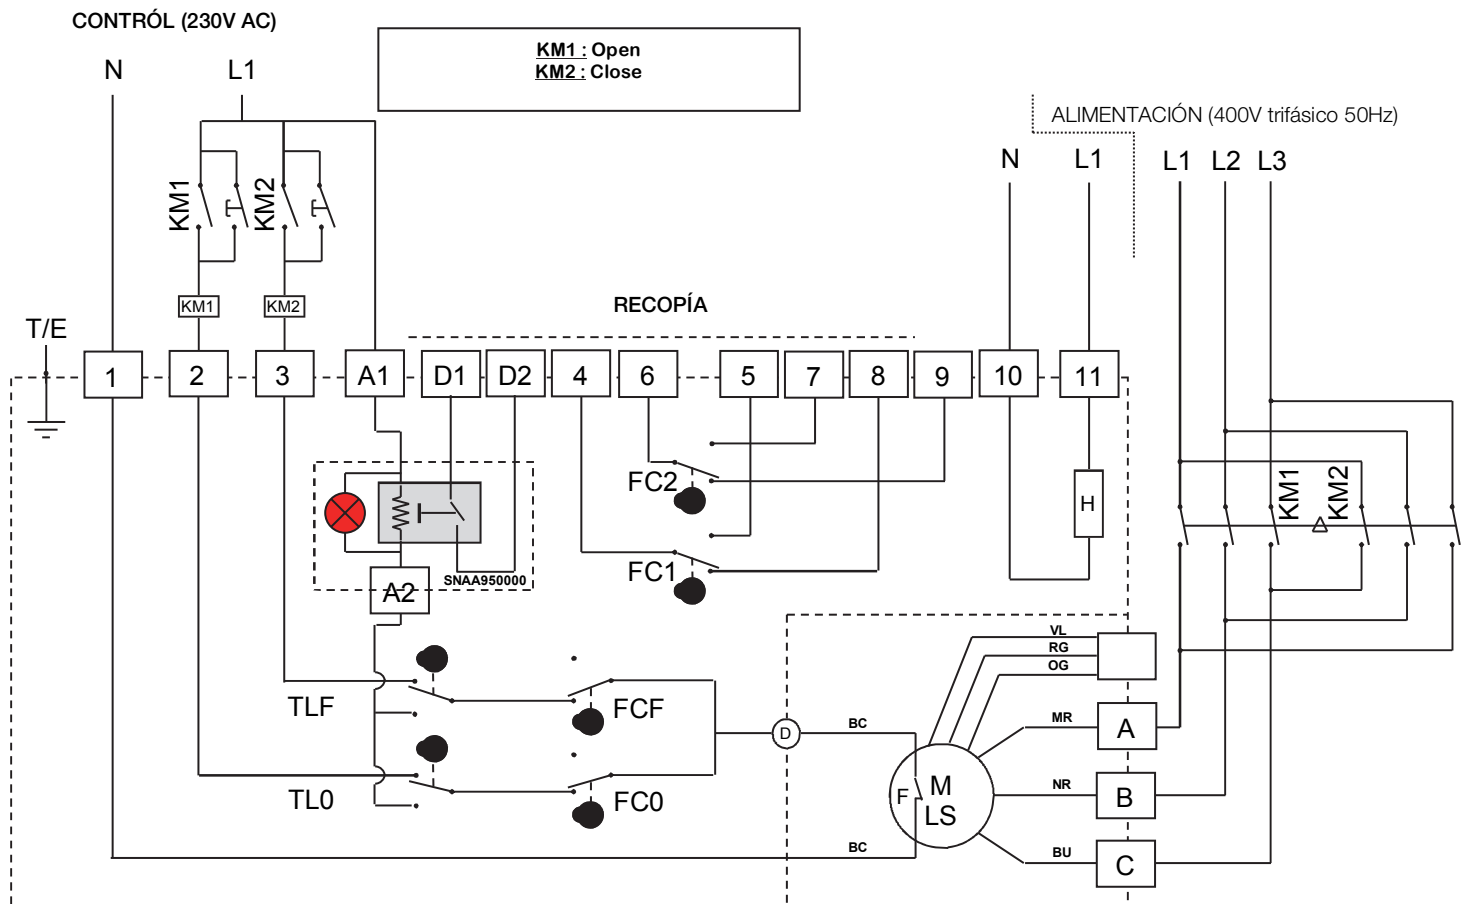 CONTRÓL (230V AC)
KM1 : Open
KM2 : Close
N L1
ALIMENTACIÓN (400V trifásico 50Hz)
N L1 L1 L2 L3
KM1 KM2
KM1 KM2
RECOPÍA
T/E
1 2 3 A1 D1 D2 4 6 5 7 8 9 10 11
FC2
KM1 KM2
H
FC1
SNAA950000
A2
VL
RG
OG
TLF FCF
BC MR A
D
TL0 FC0
F M LS
NR B
BC BU C